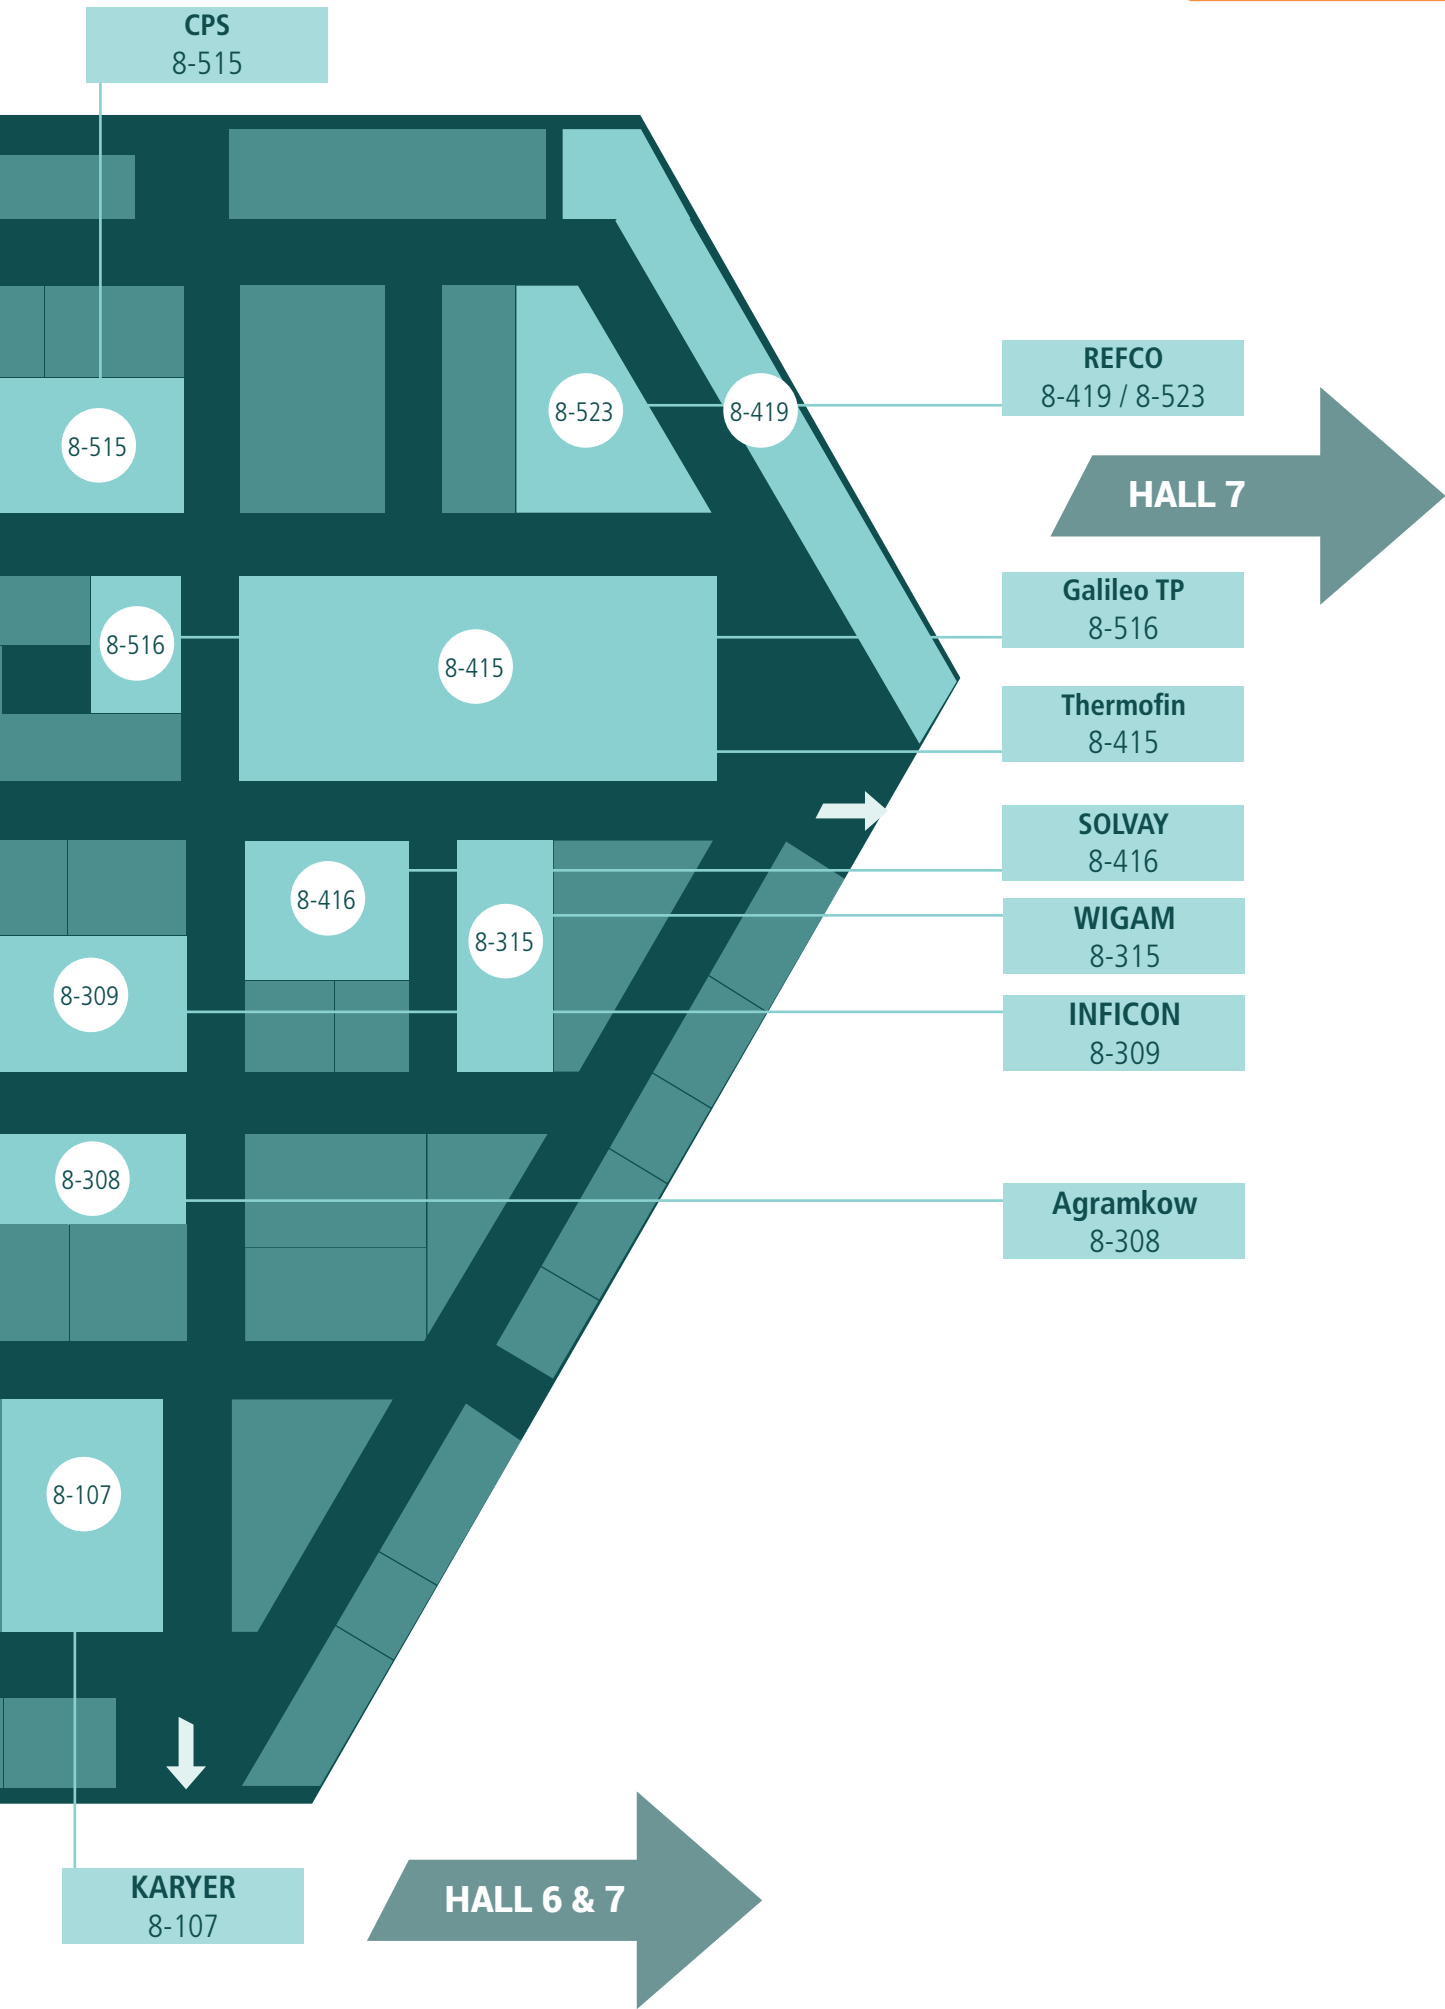 CPS
8-515
REFCO
8-419 / 8-523
8-523
8-419
8-515
HALL 7
Galileo TP
8-516
8-516
8-415
Thermofin
8-415
SOLVAY
8-416
8-416
WIGAM
8-315
8-315
8-309
INFICON
8-309
8-308
Agramkow
8-308
8-107
KARYER
8-107
HALL 6 & 7